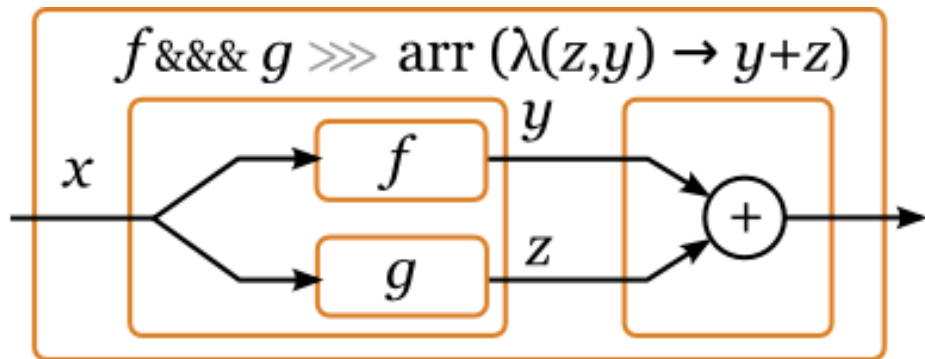 f &&& g >>> arr (λ(z,y) → y+z)
y
x
f
+
z
g